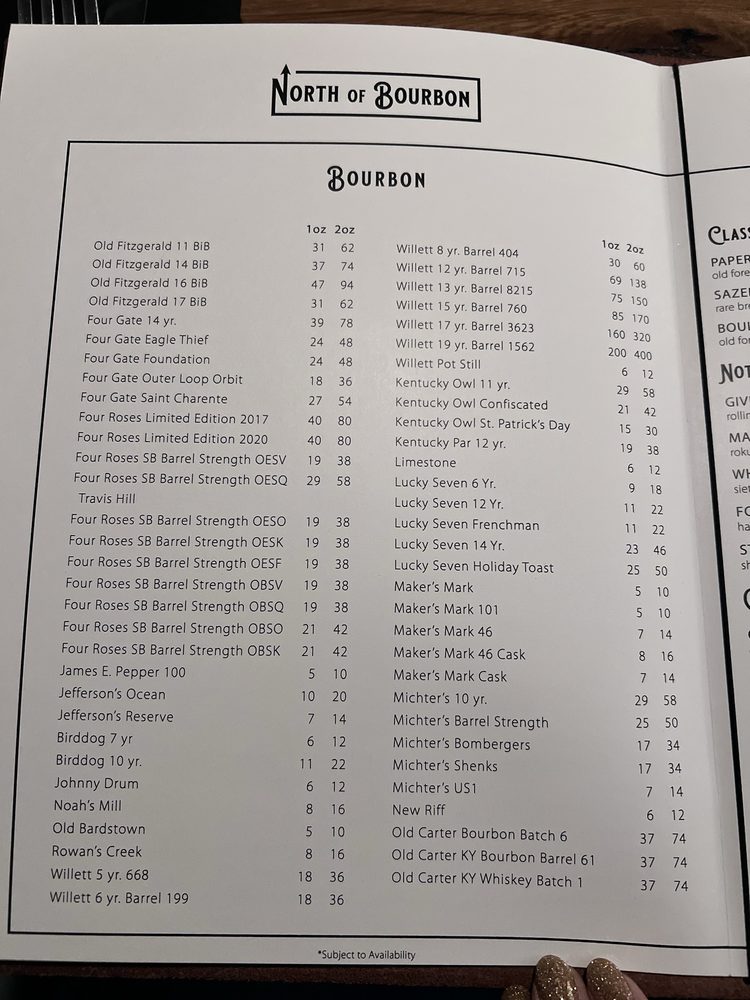 NORTH OF BOURBON
BOURBON
1oz 2oz
Old Fitzgerald 11 BiB 31 62
Old Fitzgerald 14 BiB 37 74
Old Fitzgerald 16 BiB 47 94
Old Fitzgerald 17 BiB 31 62
Four Gate 14 yr. 39 78
Four Gate Eagle Thief 24 48
Four Gate Foundation 24 48
Four Gate Outer Loop Orbit 18 36
Four Gate Saint Charente 27 54
Four Roses Limited Edition 2017 40 80
Four Roses Limited Edition 2020 40 80
Four Roses SB Barrel Strength OESV 19 38
Four Roses SB Barrel Strength OESQ 29 58
Travis Hill
Four Roses SB Barrel Strength OESO 19 38
Four Roses SB Barrel Strength OESK 19 38
Four Roses SB Barrel Strength OESF 19 38
Four Roses SB Barrel Strength OBSV 19 38
Four Roses SB Barrel Strength OBSQ 19 38
Four Roses SB Barrel Strength OBSO 21 42
Four Roses SB Barrel Strength OBSK 21 42
James E. Pepper 100 5 10
Jefferson's Ocean 10 20
Jefferson's Reserve 7 14
Birddog 7 yr 6 12
Birddog 10 yr. 11 22
Johnny Drum 6 12
Noah's Mill 8 16
Old Bardstown 5 10
Rowan's Creek 8 16
Willett 5 yr. 668 18 36
Willett 6 yr. Barrel 199 18 36
1oz 2oz
Willett 8 yr. Barrel 404 30 60
Willett 12 yr. Barrel 715 69 138
Willett 13 yr. Barrel 8215 75 150
Willett 15 yr. Barrel 760 85 170
Willett 17 yr. Barrel 3623 160 320
Willett 19 yr. Barrel 1562 200 400
Willett Pot Still 6 12
Kentucky Owl 11 yr. 29 58
Kentucky Owl Confiscated 21 42
Kentucky Owl St. Patrick's Day 15 30
Kentucky Par 12 yr. 19 38
Limestone 6 12
Lucky Seven 6 Yr. 9 18
Lucky Seven 12 Yr. 11 22
Lucky Seven Frenchman 11 22
Lucky Seven 14 Yr. 23 46
Lucky Seven Holiday Toast 25 50
Maker's Mark 5 10
Maker's Mark 101 5 10
Maker's Mark 46 7 14
Maker's Mark 46 Cask 8 16
Maker's Mark Cask 7 14
Michter's 10 yr. 29 58
Michter's Barrel Strength 25 50
Michter's Bombergers 17 34
Michter's Shenks 17 34
Michter's US1 7 14
New Riff 6 12
Old Carter Bourbon Batch 6 37 74
Old Carter KY Bourbon Barrel 61 37 74
Old Carter KY Whiskey Batch 1 37 74
*Subject to Availability
PAPER
old
rare
old